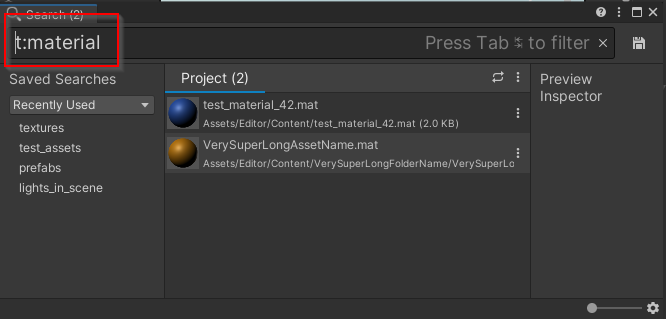 Search (2)
t:material
Press Tab to filter
Saved Searches
Recently Used
textures
test_assets
prefabs
lights_in_scene
Project (2)
test_material_42.mat
Assets/Editor/Content/test_material_42.mat (2.0 KB)
VerySuperLongAssetName.mat
Assets/Editor/Content/VerySuperLongFolderName/VerySuperLo
Preview
Inspector